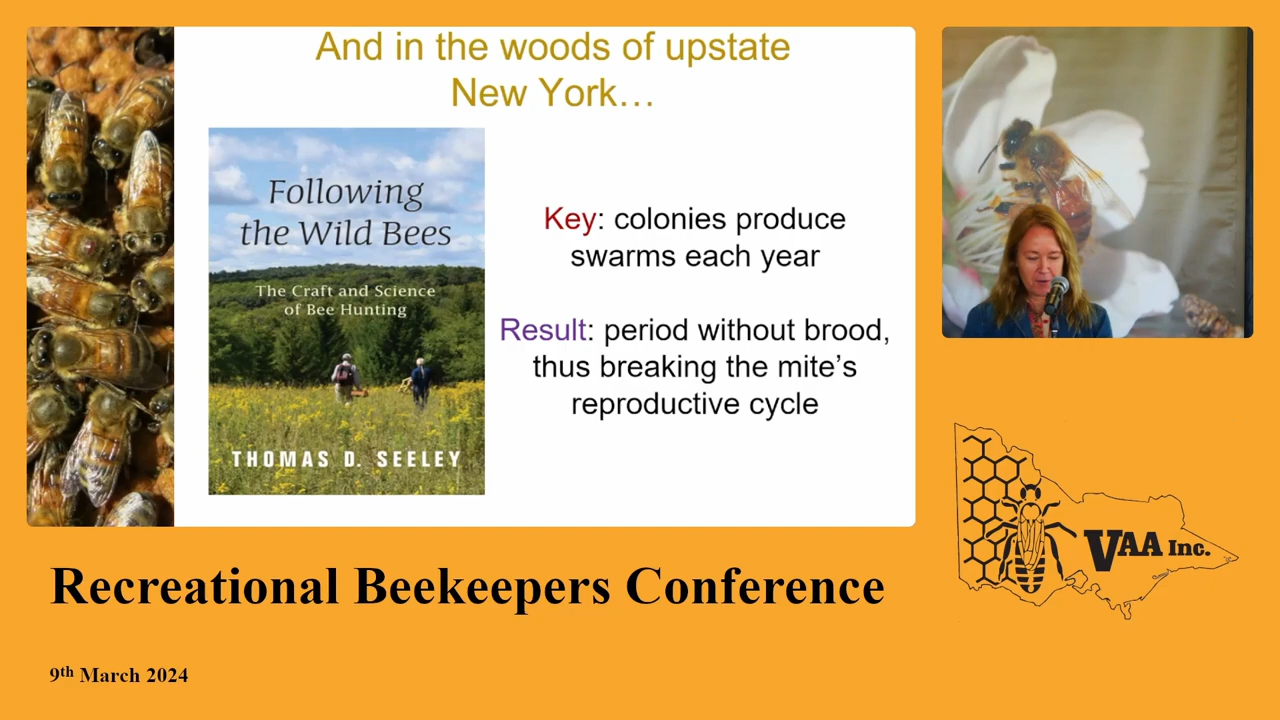 And in the woods of upstate
New York…
Following
the Wild Bees
The Craft and Science
of Bee Hunting
THOMAS D. SEELEY
Key: colonies produce
swarms each year
Result: period without brood,
thus breaking the mite's
reproductive cycle
VAA Inc.
Recreational Beekeepers Conference
9th March 2024